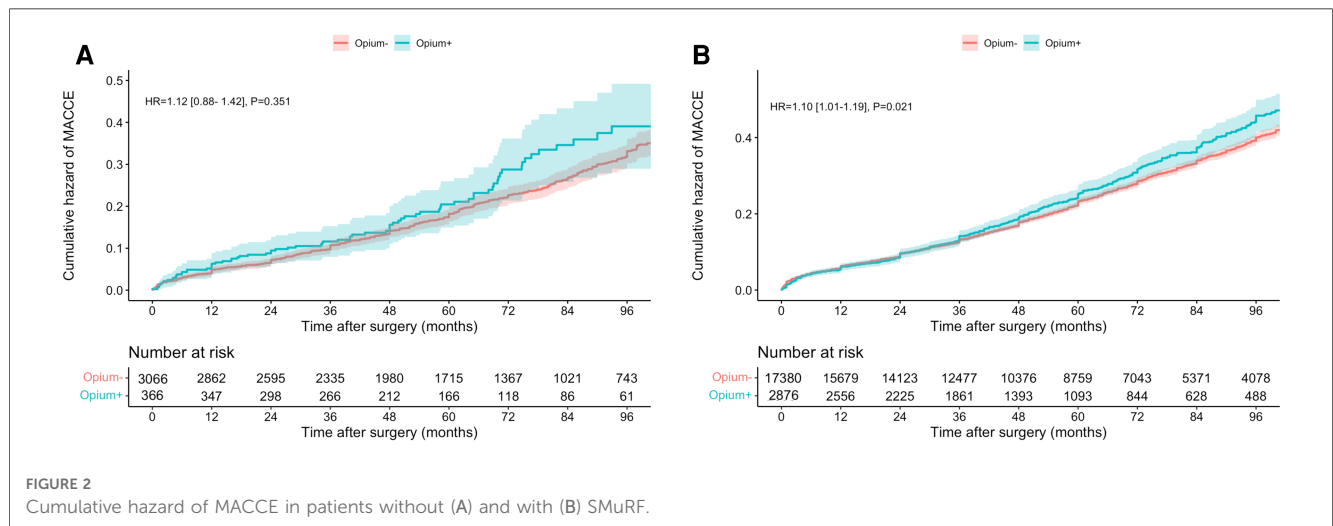 A
Opium- Opium+
HR=1.12 [0.88- 1.42], P=0.351
Cumulative hazard of MACCE
0.5
0.4
0.3
0.2
0.1
0.0
0 12 24 36 48 60 72 84 96
Time after surgery (months)
Number at risk
Opium- 3066 2862 2595 2335 1980 1715 1367 1021 743
Opium+ 366 347 298 266 212 166 118 86 61
0 12 24 36 48 60 72 84 96
Time after surgery (months)
B
Opium- Opium+
HR=1.10 [1.01-1.19], P=0.021
Cumulative hazard of MACCE
0.4
0.2
0.0
0 12 24 36 48 60 72 84 96
Time after surgery (months)
Number at risk
Opium- 17380 15679 14123 12477 10376 8759 7043 5371 4078
Opium+ 2876 2556 2225 1861 1393 1093 844 628 488
0 12 24 36 48 60 72 84 96
Time after surgery (months)
FIGURE 2
Cumulative hazard of MACCE in patients without (A) and with (B) SMuRF.